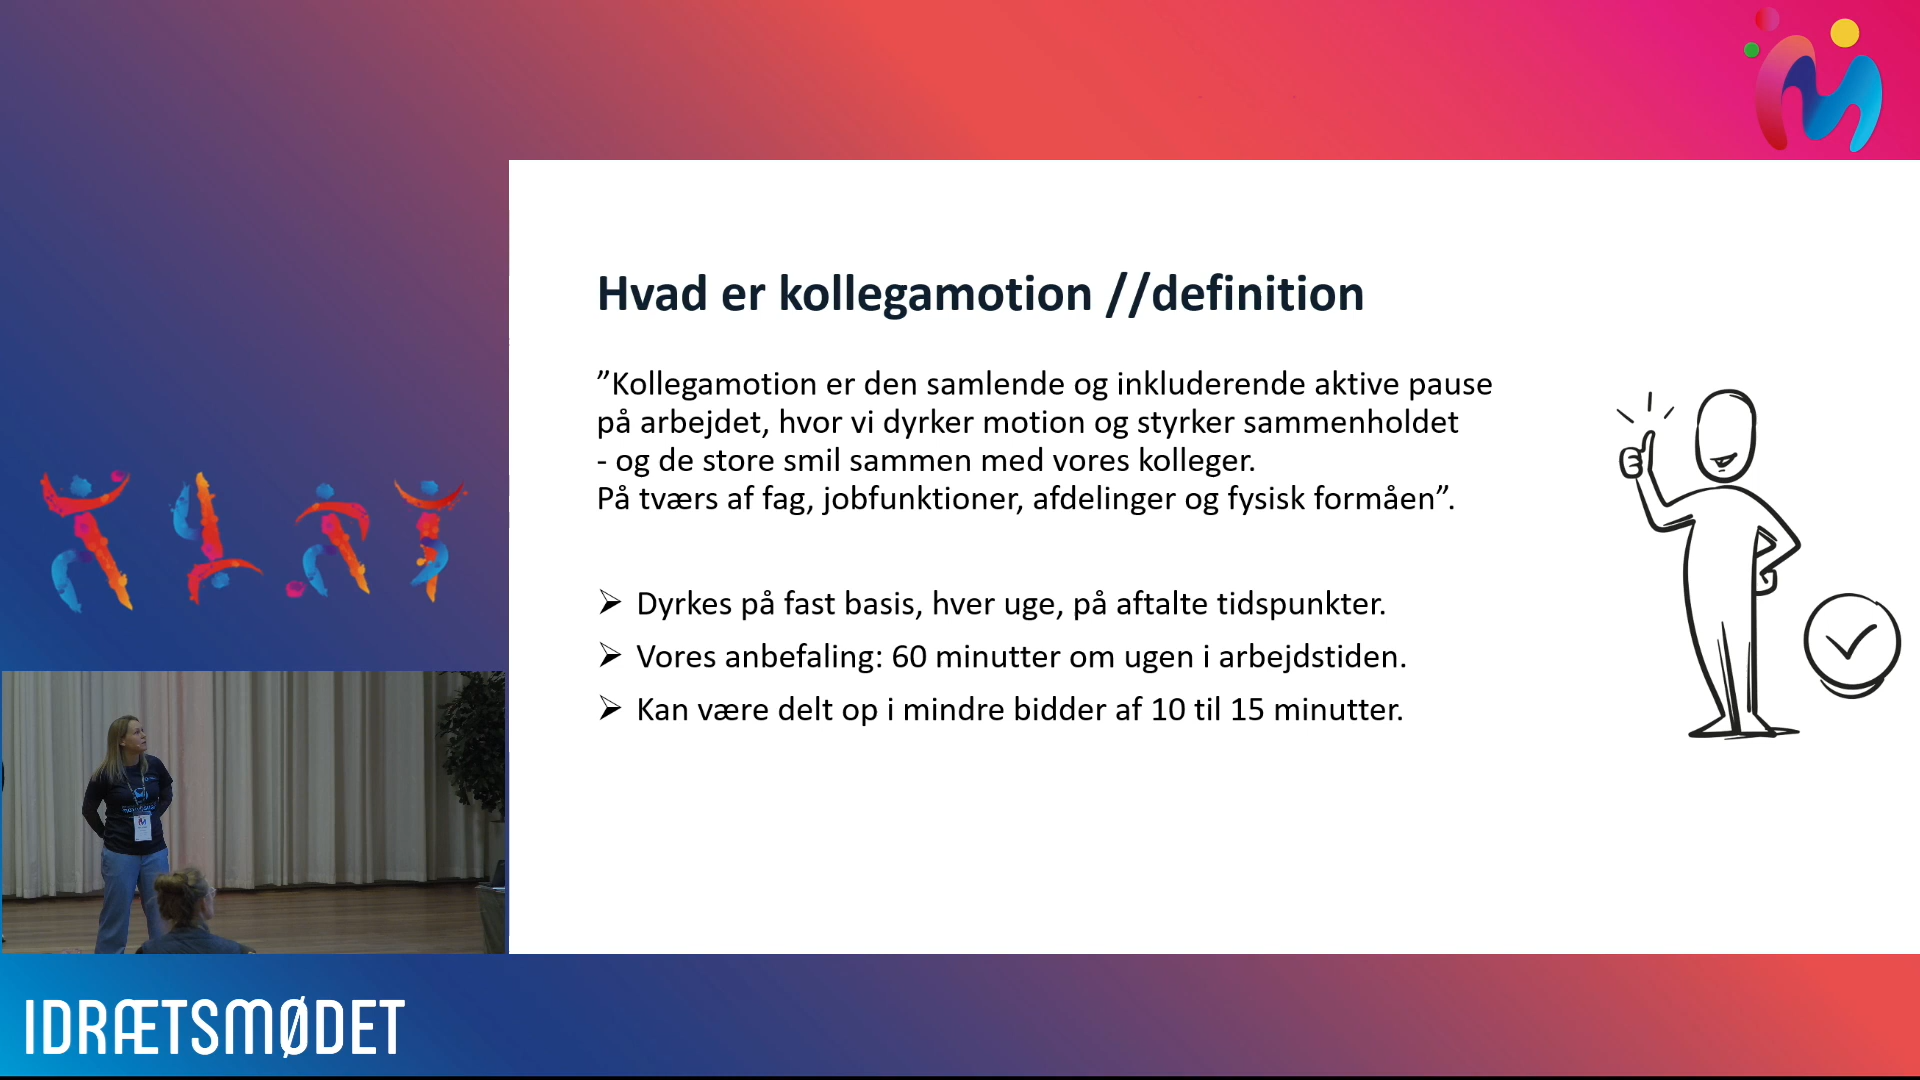 Hvad er kollegamotion //definition
”Kollegamotion er den samlende og inkluderende aktive pause
på arbejdet, hvor vi dyrker motion og styrker sammenholdet
- og de store smil sammen med vores kolleger.
På tværs af fag, jobfunktioner, afdelinger og fysisk formåen”.
Dyrkes på fast basis, hver uge, på aftalte tidspunkter.
Vores anbefaling: 60 minutter om ugen i arbejdstiden.
Kan være delt op i mindre bidder af 10 til 15 minutter.
IDRÆTSMØDET